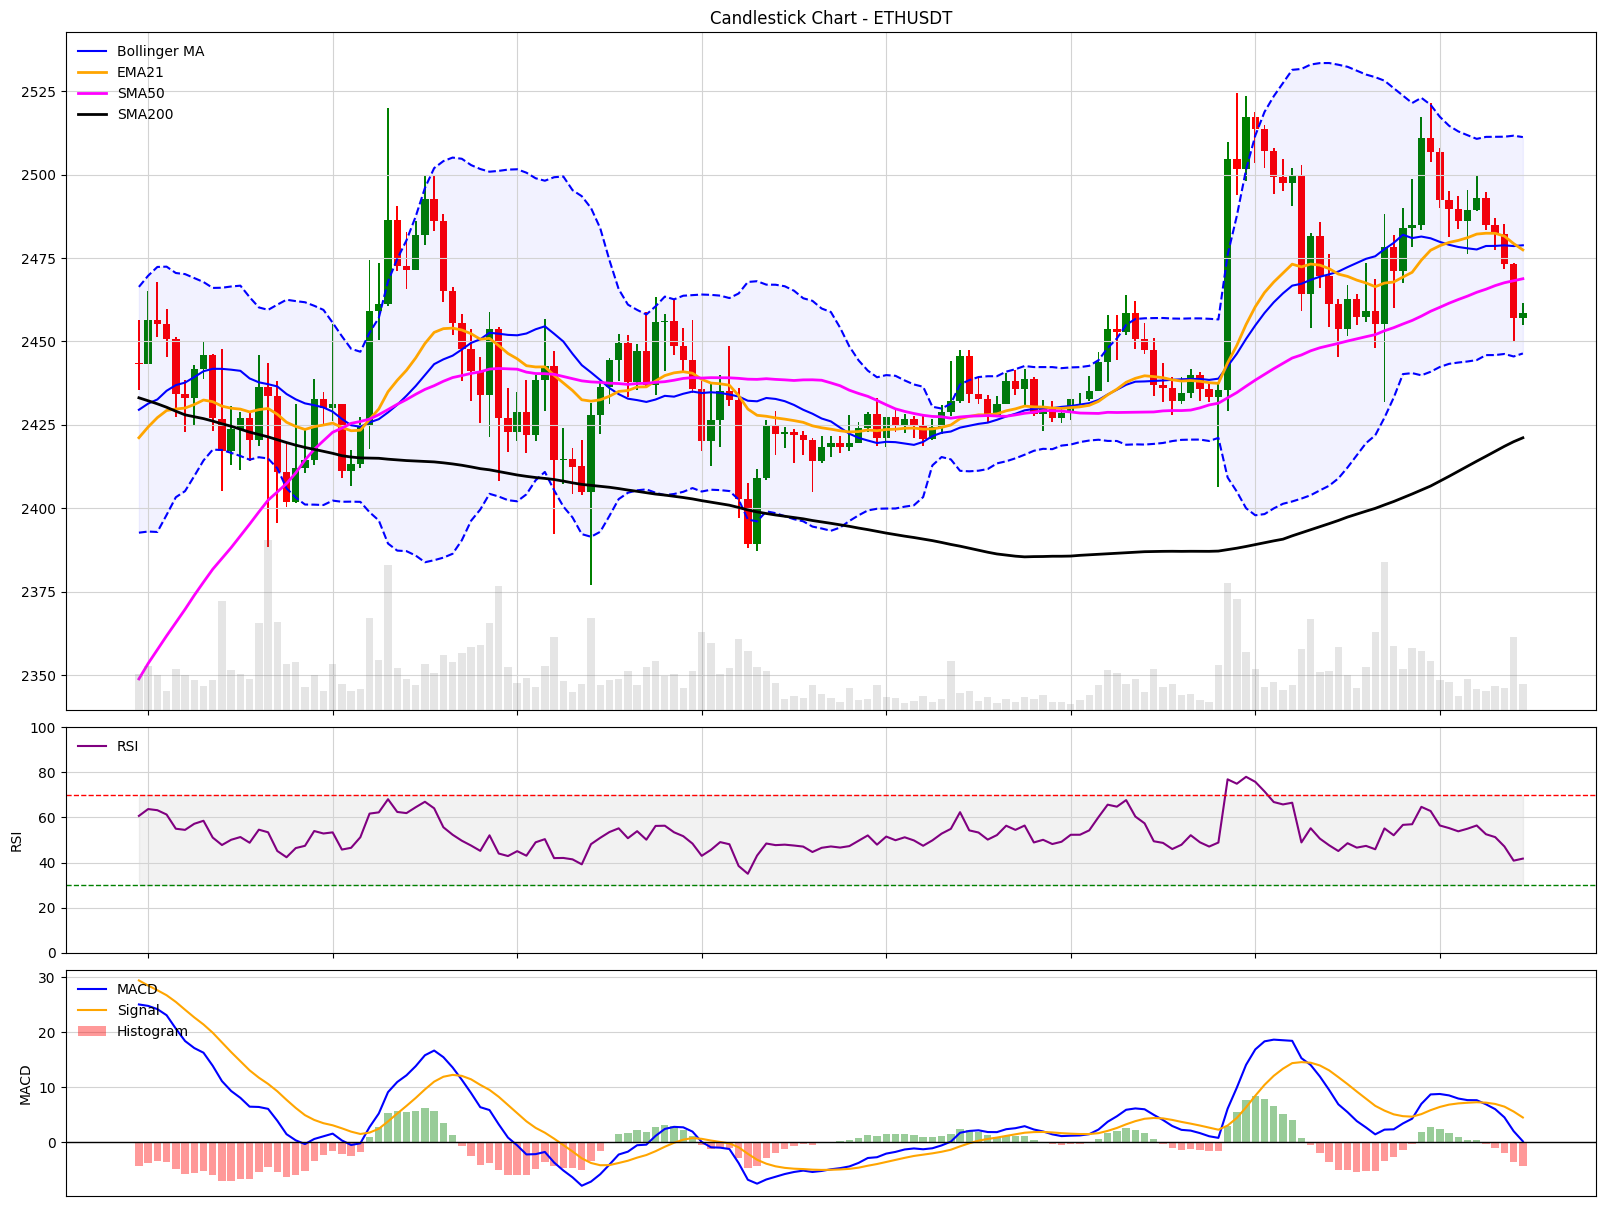 Candlestick Chart - ETHUSDT
Bollinger MA
EMA21
SMA50
SMA200
2525
2500
2475
2450
2425
2400
2375
2350
RSI
100
80
60
40
20
0
RSI
MACD
Signal
Histogram
30
20
10
0
MACD